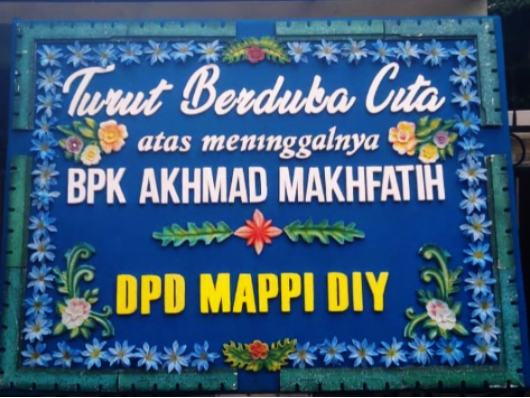 Turut Berduka Cita
atas meninggalnya
BPK AKHMAD MAKHFATIH
DPD MAPPI DIY